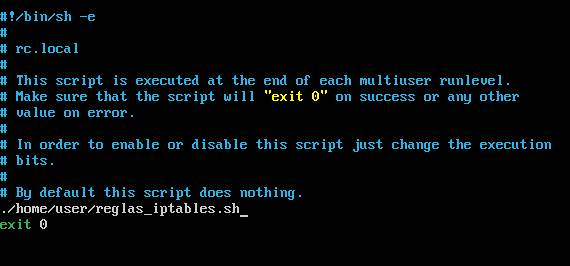 #!/bin/sh -e
#
# rc.local
#
# This script is executed at the end of each multiuser runlevel.
# Make sure that the script will "exit 0" on success or any other
# value on error.
#
# In order to enable or disable this script just change the execution
# bits.
#
# By default this script does nothing.
./home/user/reglas_iptables.sh_
exit 0